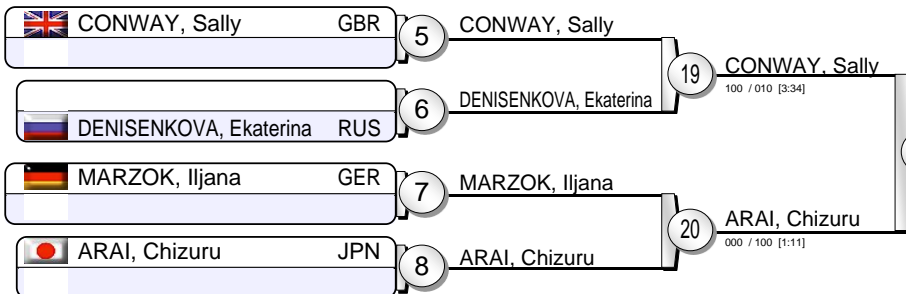 CONWAY, Sally GBR
5
CONWAY, Sally
19
CONWAY, Sally
100 / 010 [3:34]
6
DENISENKOVA, Ekaterina
DENISENKOVA, Ekaterina RUS
MARZOK, Iljana GER
7
MARZOK, Iljana
20
ARAI, Chizuru
000 / 100 [1:11]
ARAI, Chizuru JPN
8
ARAI, Chizuru